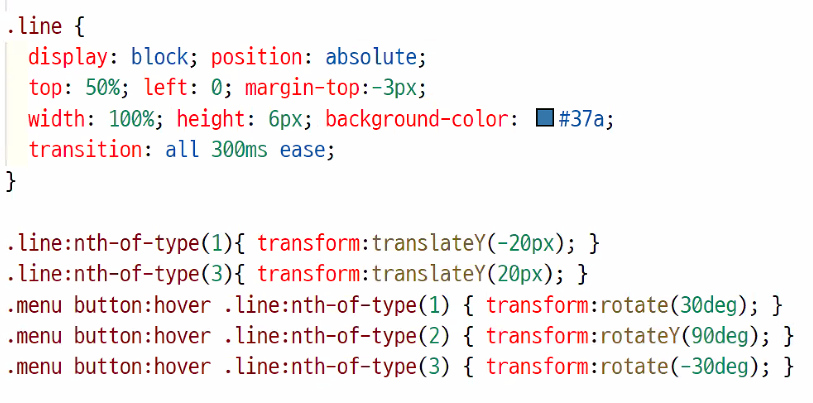 .line {
display: block; position: absolute;
top: 50%; left: 0; margin-top:-3px;
width: 100%; height: 6px; background-color: #37a;
transition: all 300ms ease;
}
.line:nth-of-type(1){ transform:translateY(-20px); }
.line:nth-of-type(3){ transform:translateY(20px); }
.menu button:hover .line:nth-of-type(1) { transform:rotate(30deg); }
.menu button:hover .line:nth-of-type(2) { transform:rotateY(90deg); }
.menu button:hover .line:nth-of-type(3) { transform:rotate(-30deg); }